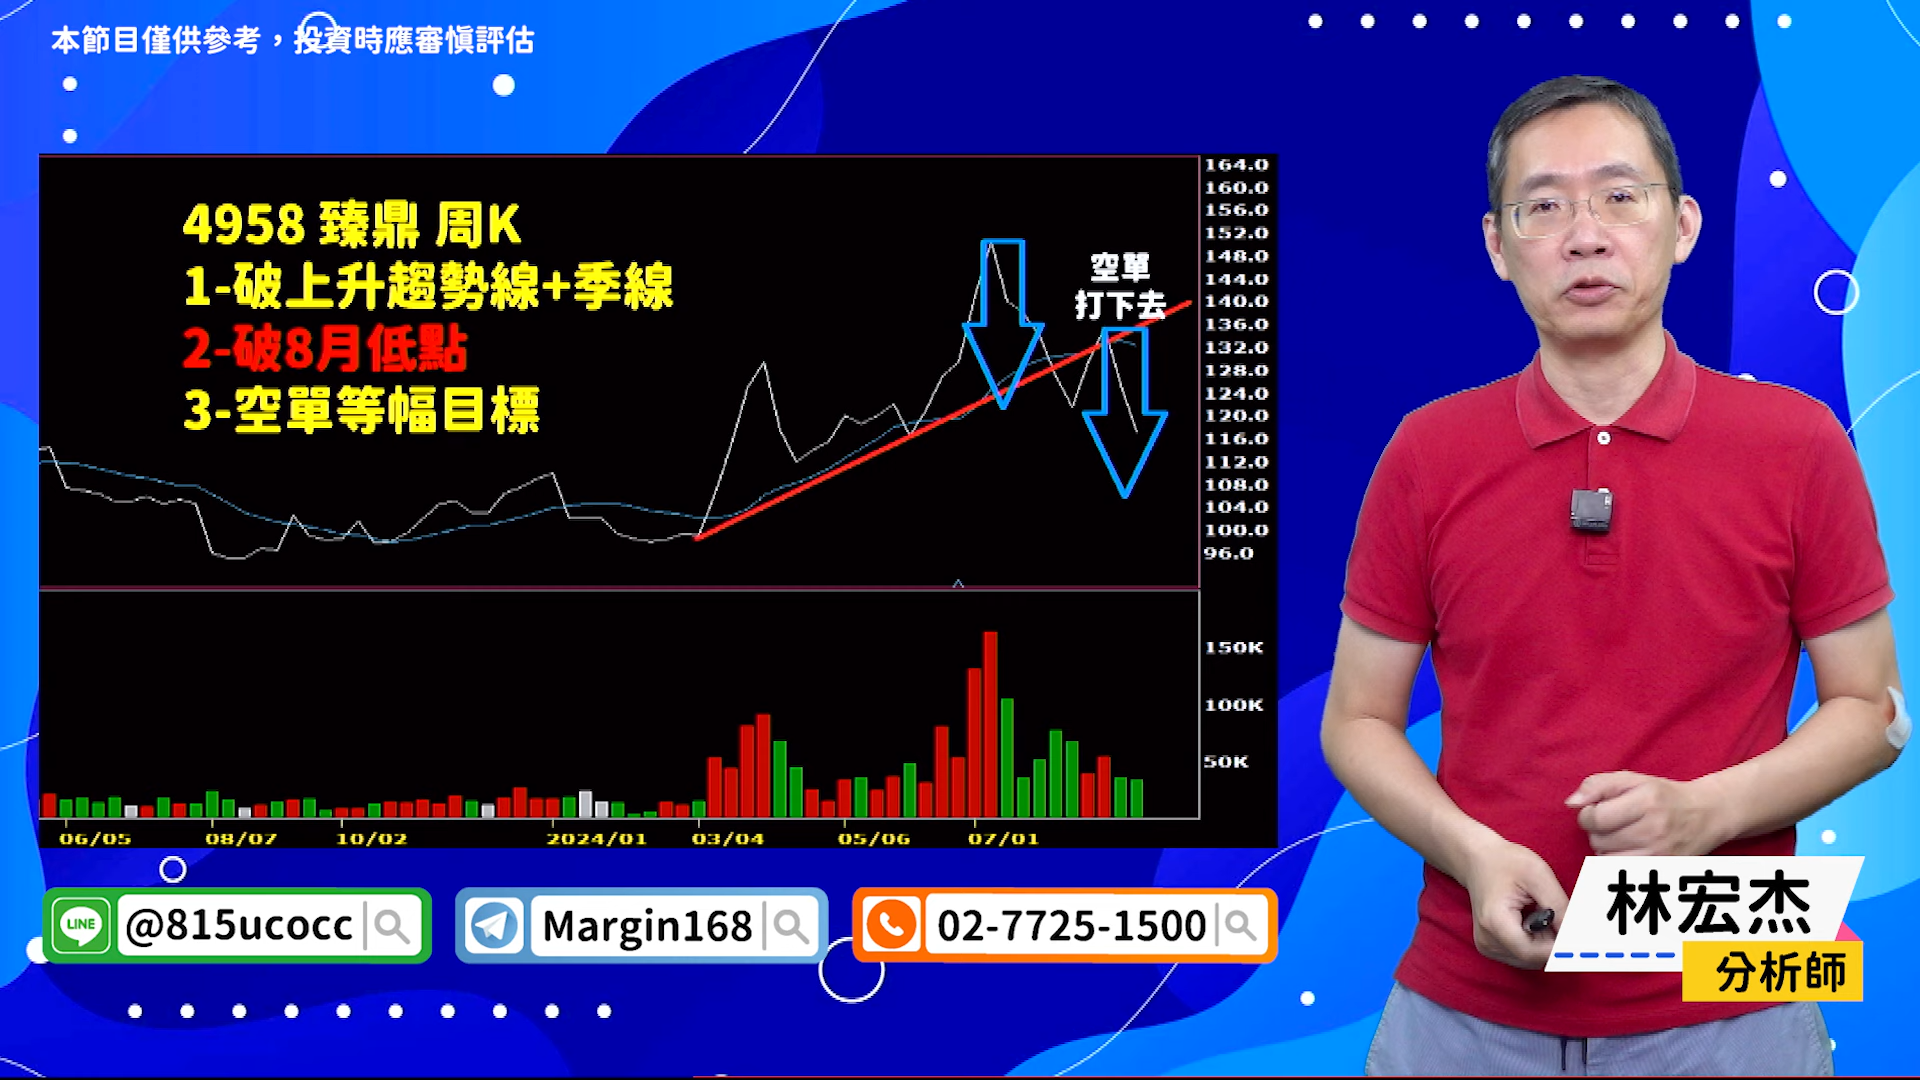 本節目僅供參考，投資時應審慎評估
4958 臻鼎 周K
1-破上升趨勢線+季線
2-破8月低點
3-空單等幅目標
空單
打下去
164.0
160.0
156.0
152.0
148.0
144.0
140.0
136.0
132.0
128.0
124.0
120.0
116.0
112.0
108.0
104.0
100.0
96.0
150K
100K
50K
06/05 08/07 10/02 2024/01 03/04 05/06 07/01
LINE @815ucocc
Margin168
02-7725-1500
林宏杰
分析師